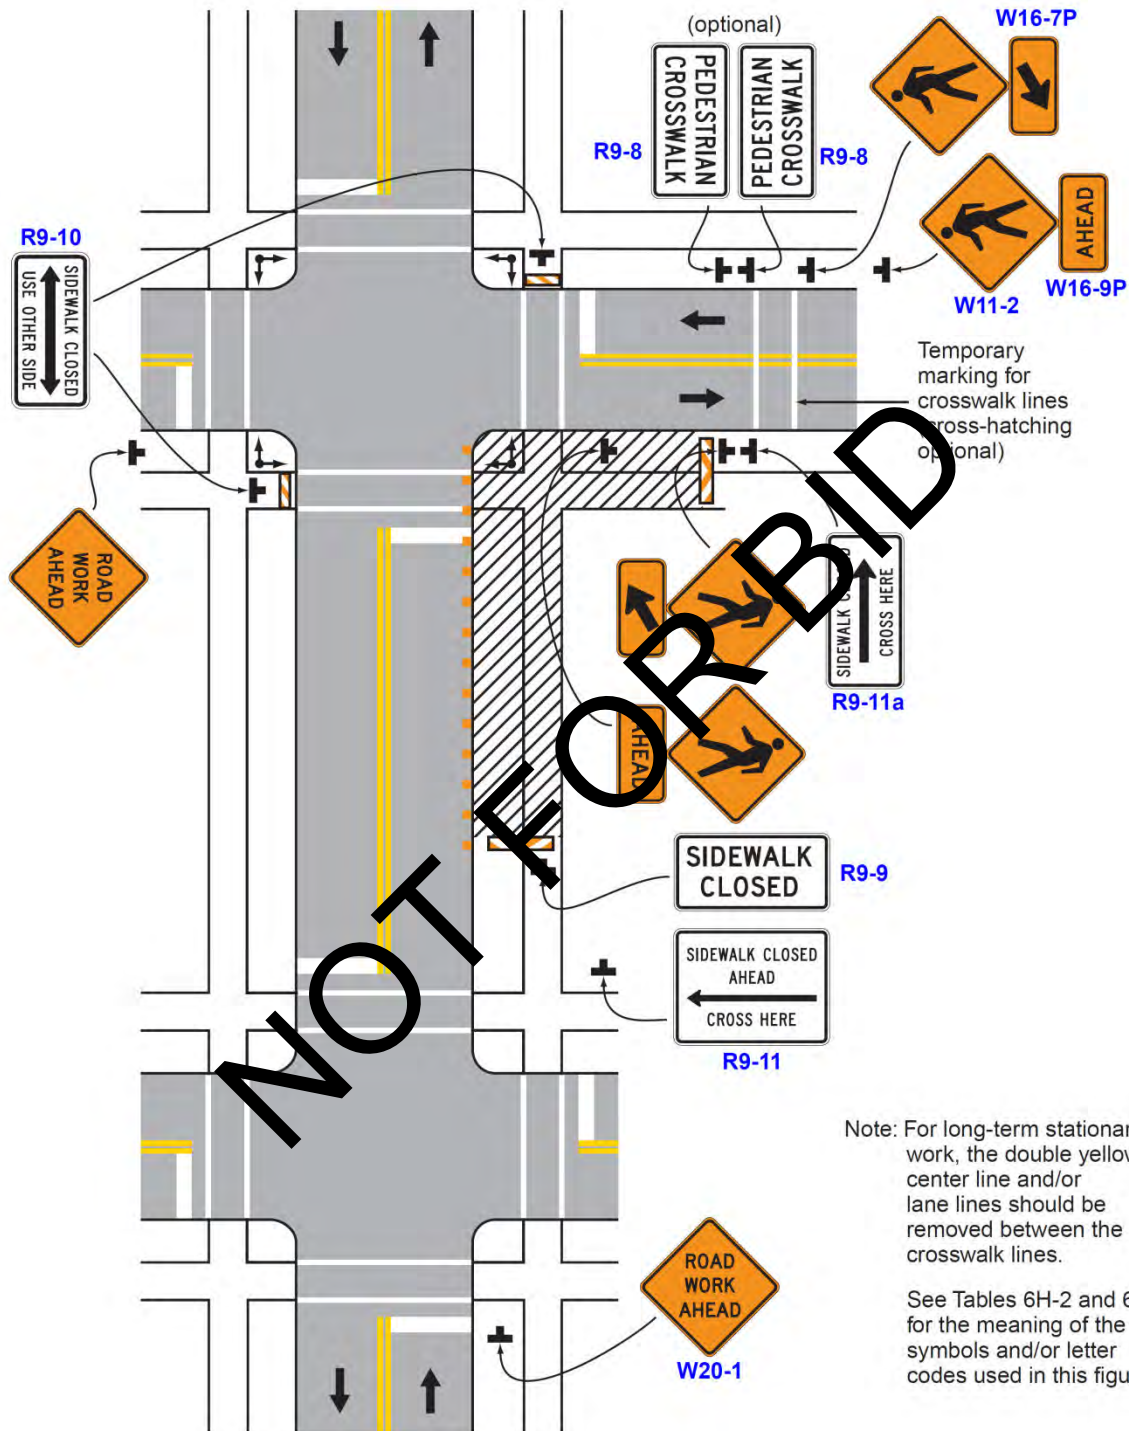 W16-7P
(optional)
PEDESTRIAN
CROSSWALK
PEDESTRIAN
CROSSWALK
R9-8
R9-8
AHEAD
W16-9P
W11-2
R9-10
SIDEWALK CLOSED
USE OTHER SIDE
Temporary
marking for
crosswalk lines
(cross-hatching
optional)
ROAD
WORK
AHEAD
SIDEWALK CLOSED
CROSS HERE
R9-11a
AHEAD
NOT FOR BID
SIDEWALK
CLOSED
R9-9
SIDEWALK CLOSED
AHEAD
CROSS HERE
R9-11
Note: For long-term stationar
work, the double yellow
center line and/or
lane lines should be
removed between the
crosswalk lines.
See Tables 6H-2 and 6
for the meaning of the
symbols and/or letter
codes used in this figu
ROAD
WORK
AHEAD
W20-1